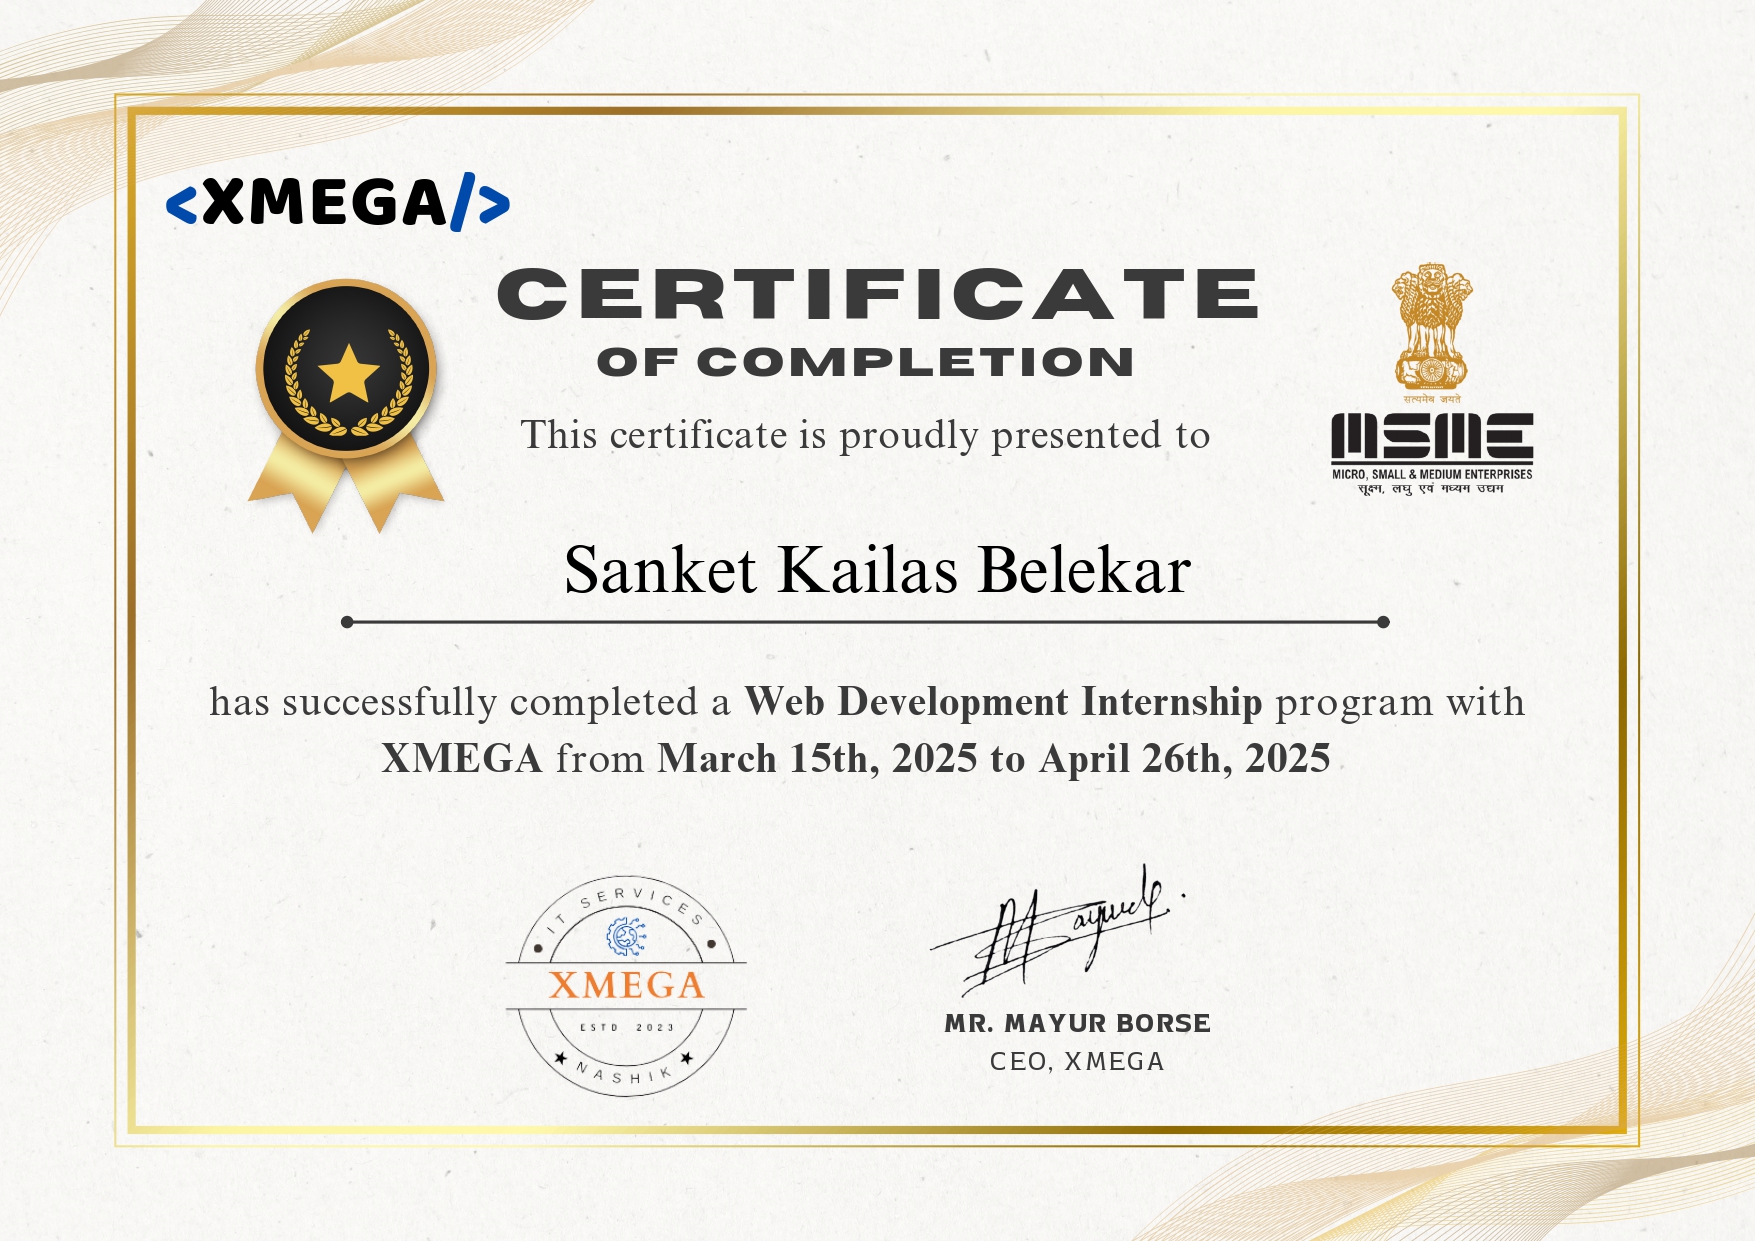 <XMEGA/>
CERTIFICATE
OF COMPLETION
This certificate is proudly presented to
सत्यमेव जयते
MSME
MICRO, SMALL & MEDIUM ENTERPRISES
सूक्ष्म, लघु एवं मध्यम उद्यम
Sanket Kailas Belekar
has successfully completed a Web Development Internship program with
XMEGA from March 15th, 2025 to April 26th, 2025
IT SERVICES
XMEGA
ESTD 2023
NASHIK
Mayur
MR. MAYUR BORSE
CEO, XMEGA